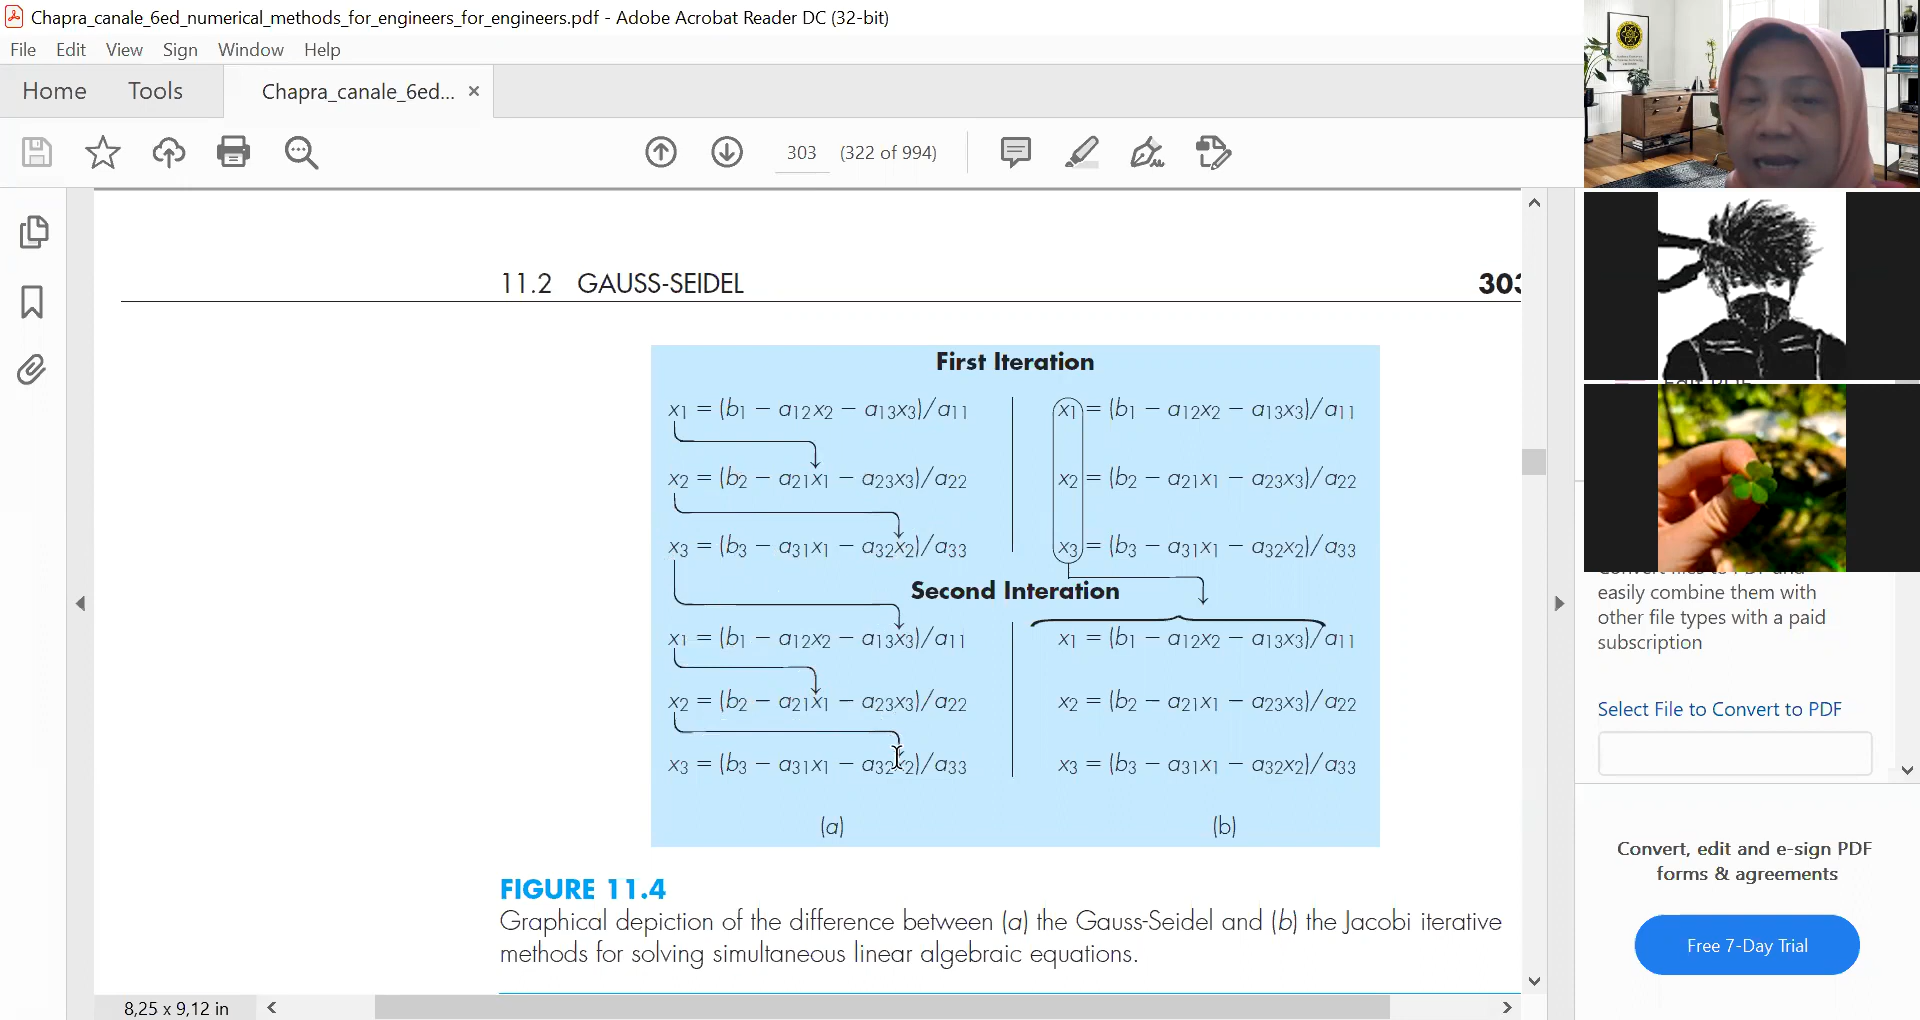 Chapra_canale_6ed_numerical_methods_for_engineers_for_engineers.pdf - Adobe Acrobat Reader DC (32-bit)
File Edit View Sign Window Help
Home Tools Chapra_canale_6ed... ×
303 (322 of 994)
11.2 GAUSS-SEIDEL
First Iteration
x1 = (b1 − a12x2 − a13x3)/a11 x1 = (b1 − a12x2 − a13x3)/a11
x2 = (b2 − a21x1 − a23x3)/a22 x2 = (b2 − a21x1 − a23x3)/a22
x3 = (b3 − a31x1 − a32x2)/a33 x3 = (b3 − a31x1 − a32x2)/a33
Second Interation
x1 = (b1 − a12x2 − a13x3)/a11 x1 = (b1 − a12x2 − a13x3)/a11
x2 = (b2 − a21x1 − a23x3)/a22 x2 = (b2 − a21x1 − a23x3)/a22
x3 = (b3 − a31x1 − a32x2)/a33 x3 = (b3 − a31x1 − a32x2)/a33
(a) (b)
FIGURE 11.4
Graphical depiction of the difference between (a) the Gauss-Seidel and (b) the Jacobi iterative
methods for solving simultaneous linear algebraic equations.
8,25 x 9,12 in
easily combine them with
other file types with a paid
subscription
Select File to Convert to PDF
Convert, edit and e-sign PDF
forms & agreements
Free 7-Day Trial